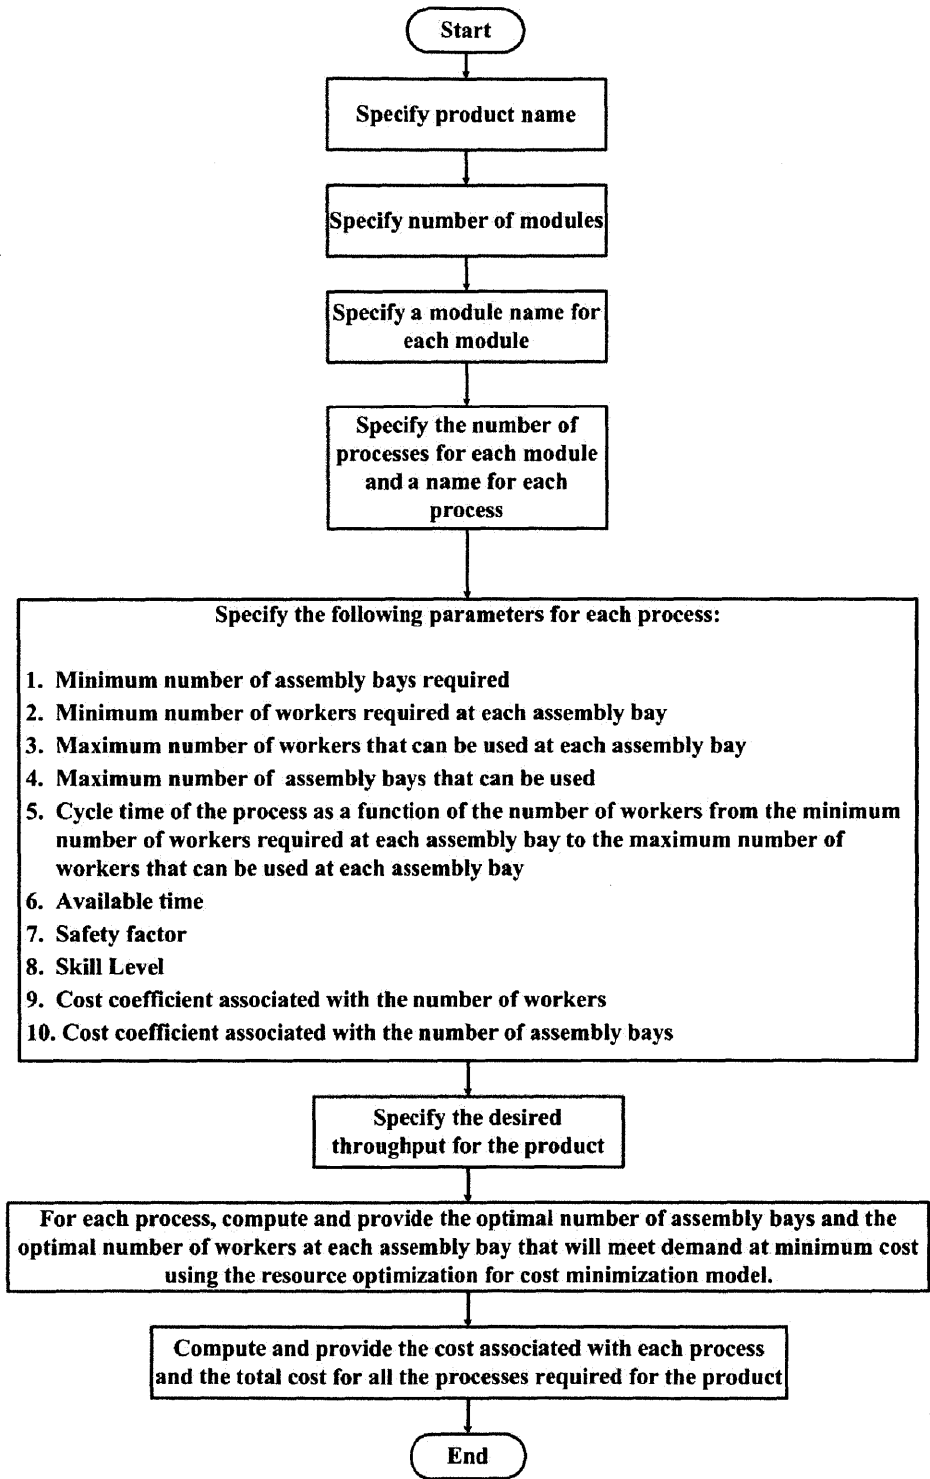 Start
Specify product name
Specify number of modules
Specify a module name for
each module
Specify the number of
processes for each module
and a name for each
process
Specify the following parameters for each process:
1. Minimum number of assembly bays required
2. Minimum number of workers required at each assembly bay
3. Maximum number of workers that can be used at each assembly bay
4. Maximum number of assembly bays that can be used
5. Cycle time of the process as a function of the number of workers from the minimum
number of workers required at each assembly bay to the maximum number of
workers that can be used at each assembly bay
6. Available time
7. Safety factor
8. Skill Level
9. Cost coefficient associated with the number of workers
10. Cost coefficient associated with the number of assembly bays
Specify the desired
throughput for the product
For each process, compute and provide the optimal number of assembly bays and the
optimal number of workers at each assembly bay that will meet demand at minimum cost
using the resource optimization for cost minimization model.
Compute and provide the cost associated with each process
and the total cost for all the processes required for the product
End